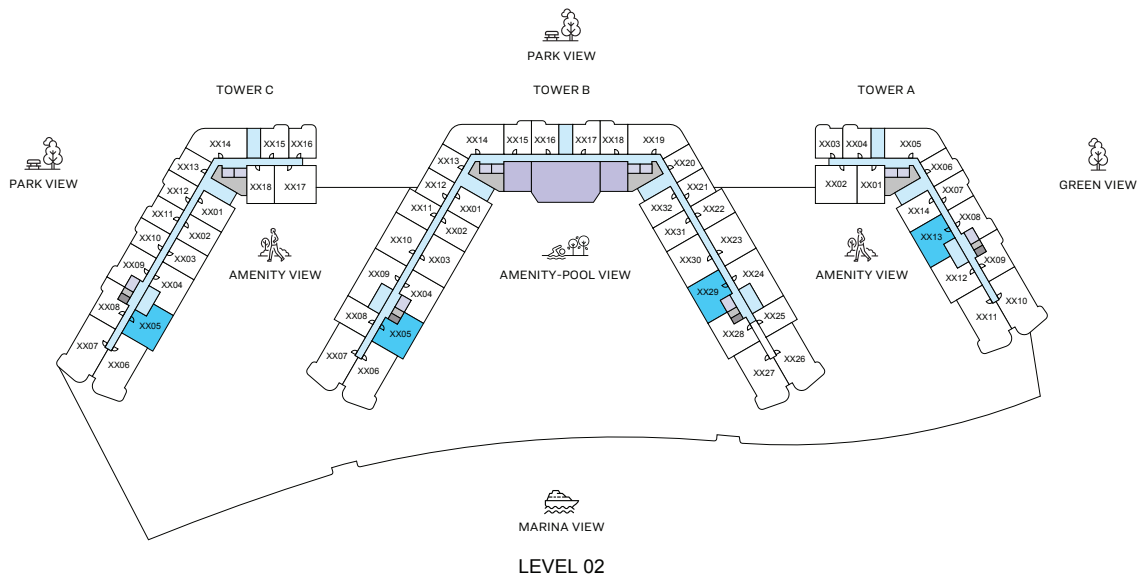 PARK VIEW
TOWER C
TOWER B
TOWER A
PARK VIEW
GREEN VIEW
XX14
XX15
XX16
XX13
XX18
XX17
XX12
XX01
XX11
XX02
XX10
XX03
XX09
XX04
XX08
XX05
XX07
XX06
AMENITY VIEW
XX14
XX15
XX16
XX17
XX18
XX19
XX13
XX20
XX12
XX21
XX01
XX32
XX11
XX22
XX02
XX31
XX10
XX23
XX03
XX30
XX09
XX24
XX04
XX29
XX08
XX25
XX05
XX28
XX07
XX26
XX06
XX27
AMENITY-POOL VIEW
XX03
XX04
XX05
XX02
XX01
XX06
XX07
XX14
XX08
XX13
XX09
XX12
XX10
XX11
AMENITY VIEW
MARINA VIEW
LEVEL 02